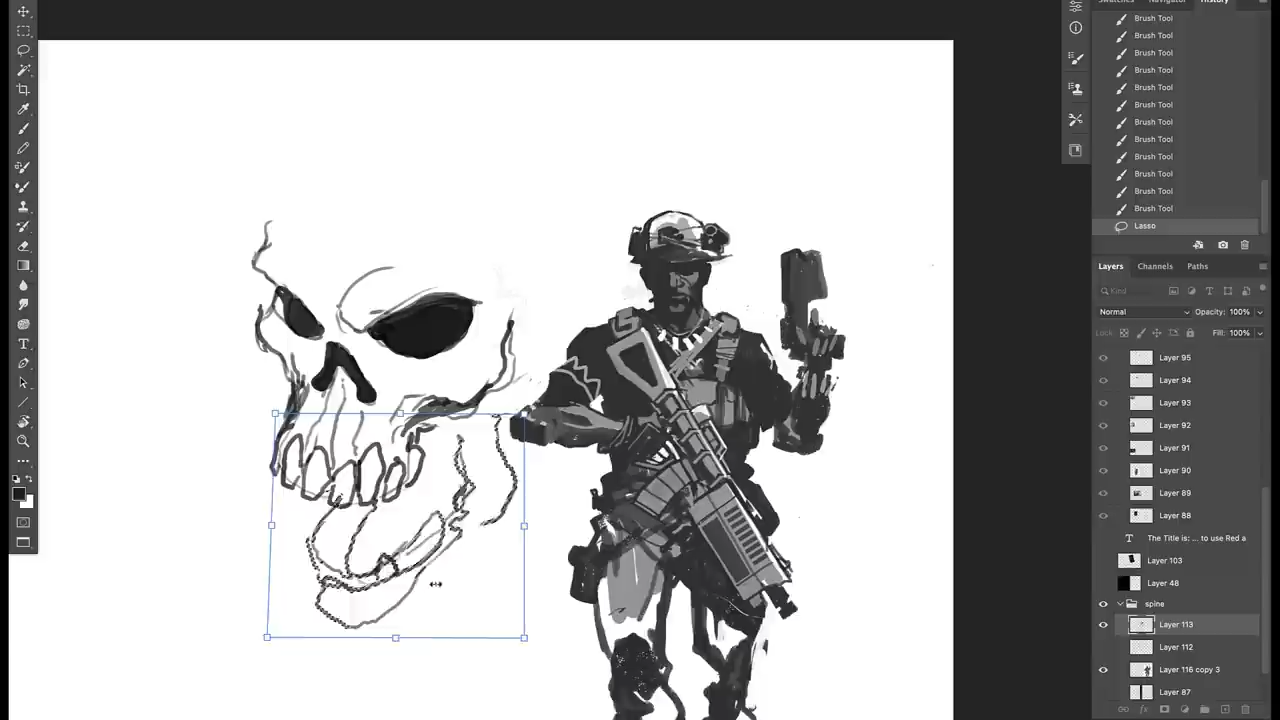 Swatches Navigator History
Brush Tool
Brush Tool
Brush Tool
Brush Tool
Brush Tool
Brush Tool
Brush Tool
Brush Tool
Brush Tool
Brush Tool
Brush Tool
Brush Tool
Lasso
Layers Channels Paths
Kind
Normal Opacity: 100%
Lock: Fill: 100%
Layer 95
Layer 94
Layer 93
Layer 92
Layer 91
Layer 90
Layer 89
Layer 88
The Title is: ... to use Red a
Layer 103
Layer 48
spine
Layer 113
Layer 112
Layer 116 copy 3
Layer 87